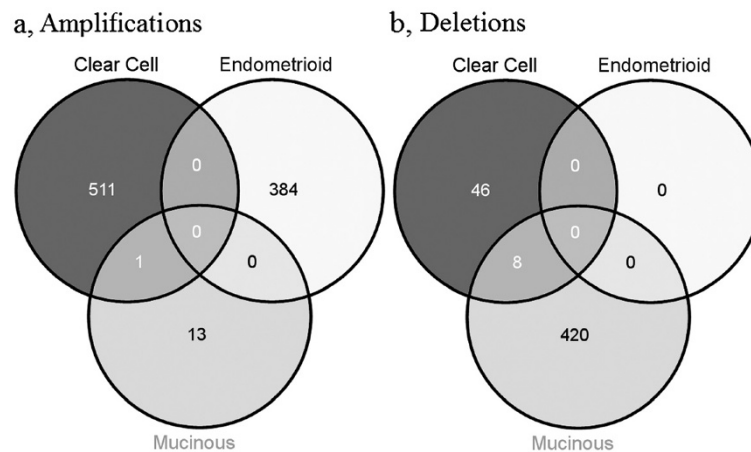 a, Amplifications
b, Deletions
Clear Cell
Endometrioid
Clear Cell
Endometrioid
0
0
511
384
46
0
0
0
1
0
8
0
13
420
Mucinous
Mucinous